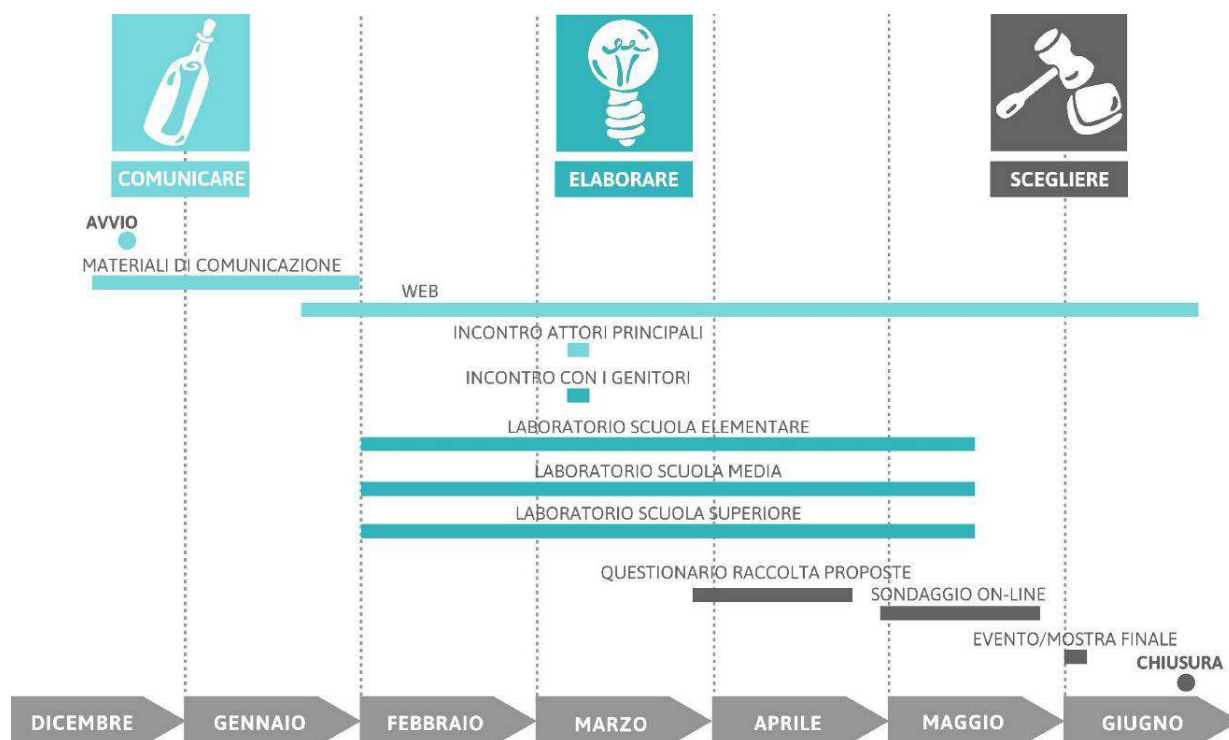 COMUNICARE
ELABORARE
SCEGLIERE
AVVIO
MATERIALI DI COMUNICAZIONE
WEB
INCONTRO ATTORI PRINCIPALI
INCONTRO CON I GENITORI
LABORATORIO SCUOLA ELEMENTARE
LABORATORIO SCUOLA MEDIA
LABORATORIO SCUOLA SUPERIORE
QUESTIONARIO RACCOLTA PROPOSTE
SONDAGGIO ON-LINE
EVENTO/MOSTRA FINALE
CHIUSURA
DICEMBRE
GENNAIO
FEBBRAIO
MARZO
APRILE
MAGGIO
GIUGNO